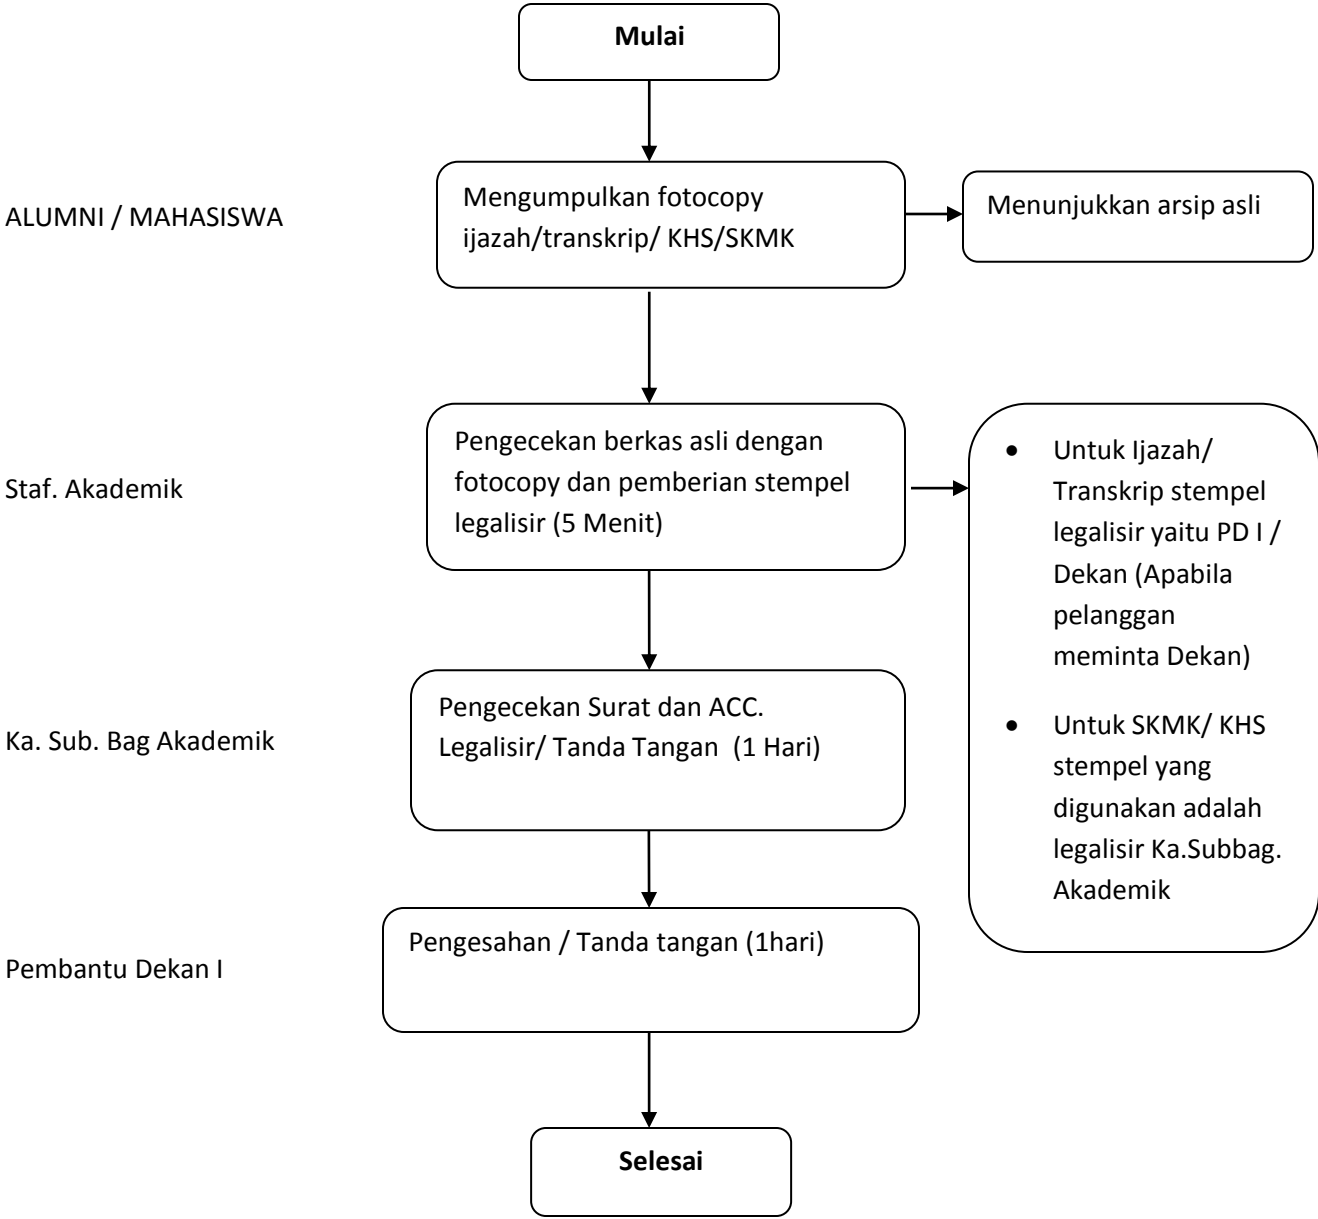 Mulai
ALUMNI / MAHASISWA
Mengumpulkan fotocopy
ijazah/transkrip/ KHS/SKMK
Menunjukkan arsip asli
Staf. Akademik
Pengecekan berkas asli dengan
fotocopy dan pemberian stempel
legalisir (5 Menit)
• Untuk Ijazah/
Transkrip stempel
legalisir yaitu PD I /
Dekan (Apabila
pelanggan
meminta Dekan)
• Untuk SKMK/ KHS
stempel yang
digunakan adalah
legalisir Ka.Subbag.
Akademik
Ka. Sub. Bag Akademik
Pengecekan Surat dan ACC.
Legalisir/ Tanda Tangan  (1 Hari)
Pembantu Dekan I
Pengesahan / Tanda tangan (1hari)
Selesai